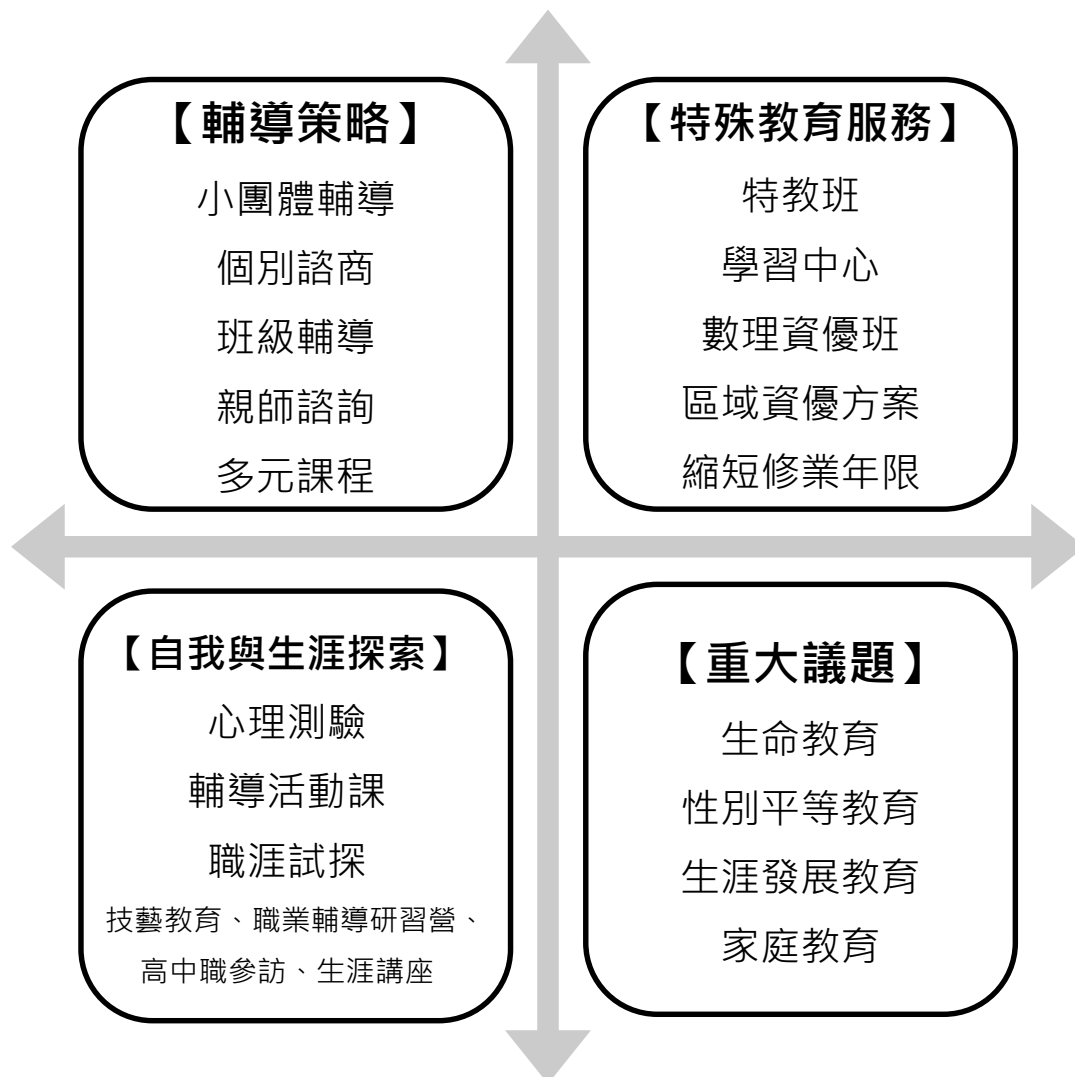 【輔導策略】
小團體輔導
個別諮商
班級輔導
親師諮詢
多元課程
【特殊教育服務】
特教班
學習中心
數理資優班
區域資優方案
縮短修業年限
【自我與生涯探索】
心理測驗
輔導活動課
職涯試探
技藝教育、職業輔導研習營、
高中職參訪、生涯講座
【重大議題】
生命教育
性別平等教育
生涯發展教育
家庭教育